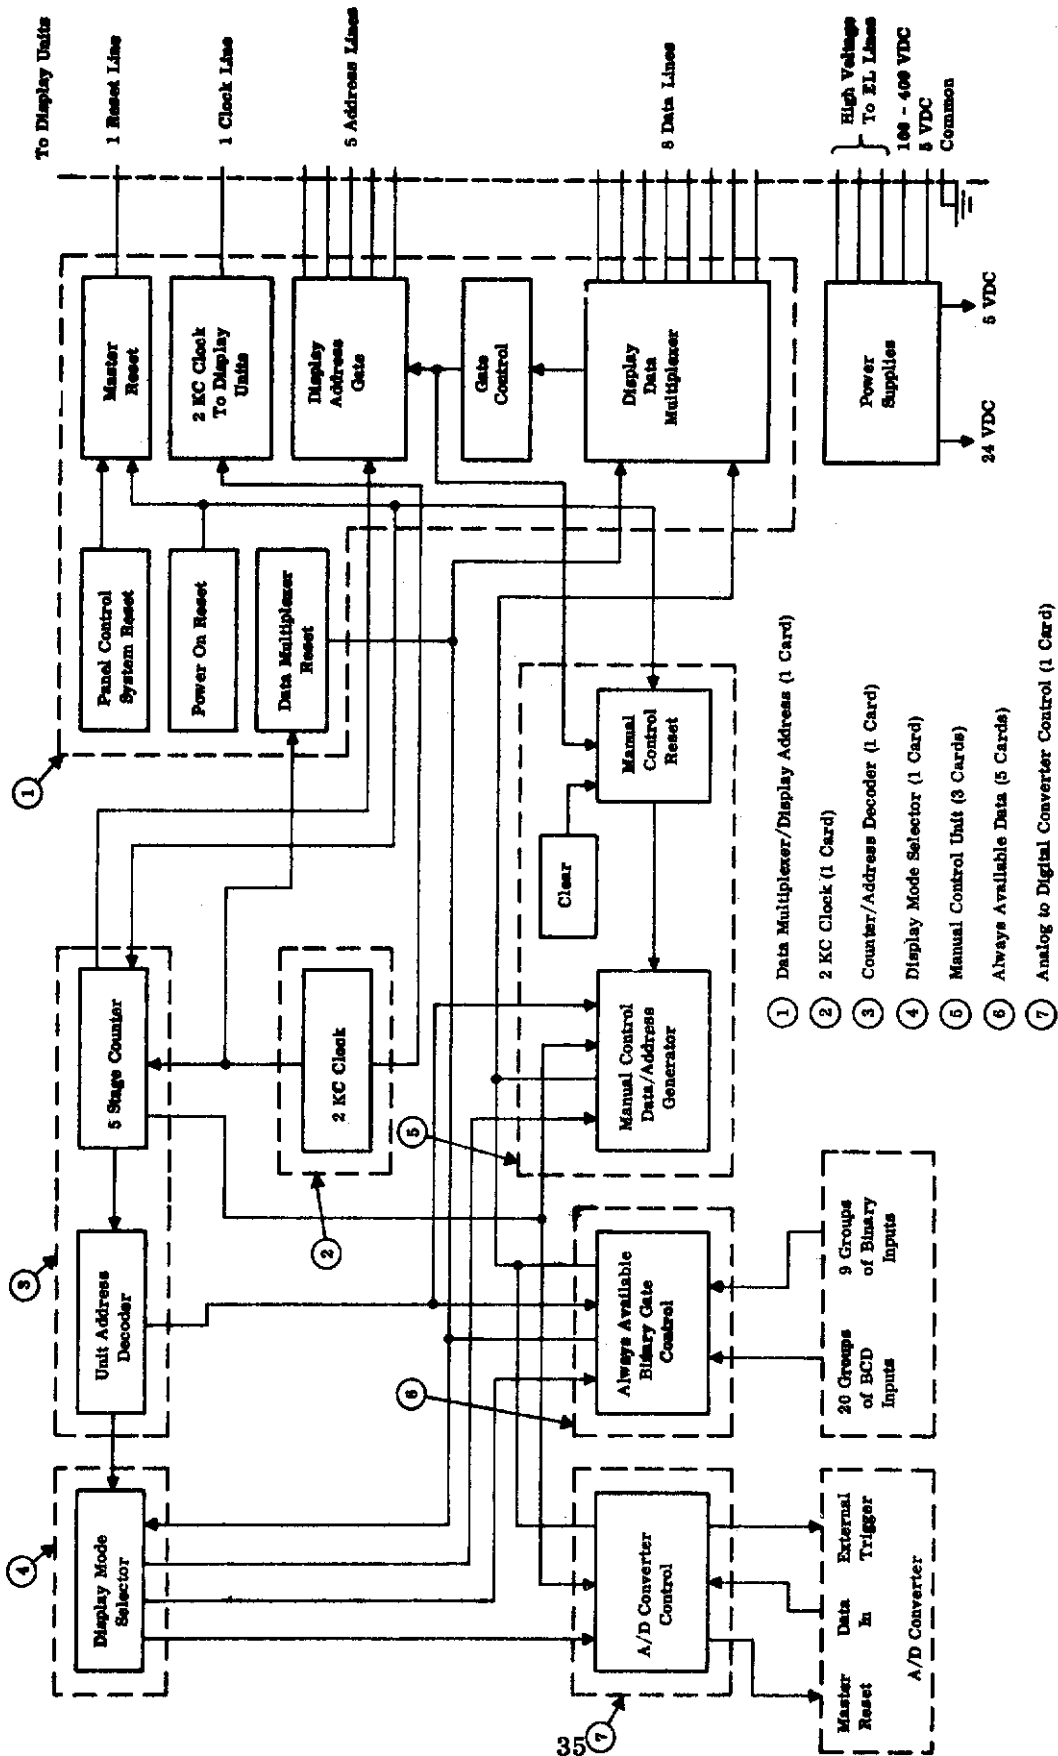 To Display Units
1 Reset Line
1 Clock Line
5 Address Lines
8 Data Lines
High Voltage
To EL Lines
100 - 400 VDC
5 VDC
Common
Master
Reset
2 KC Clock
To Display
Units
Display
Address
Gate
Gate
Control
Display
Data
Multiplexer
Power
Supplies
5 VDC
24 VDC
Panel Control
System Reset
Power On Reset
Data Multiplexer
Reset
1
Manual
Control
Reset
Clear
5 Stage Counter
2 KC Clock
Manual Control
Data/Address
Generator
5
2
3
Unit Address
Decoder
Always Available
Binary Gate
Control
6
9 Groups
of Binary
Inputs
20 Groups
of BCD
Inputs
4
Display Mode
Selector
A/D Converter
Control
7
External
Trigger
Data
In
Master
Reset
A/D Converter
1 Data Multiplexer/Display Address (1 Card)
2 2 KC Clock (1 Card)
3 Counter/Address Decoder (1 Card)
4 Display Mode Selector (1 Card)
5 Manual Control Unit (3 Cards)
6 Always Available Data (5 Cards)
7 Analog to Digital Converter Control (1 Card)
35